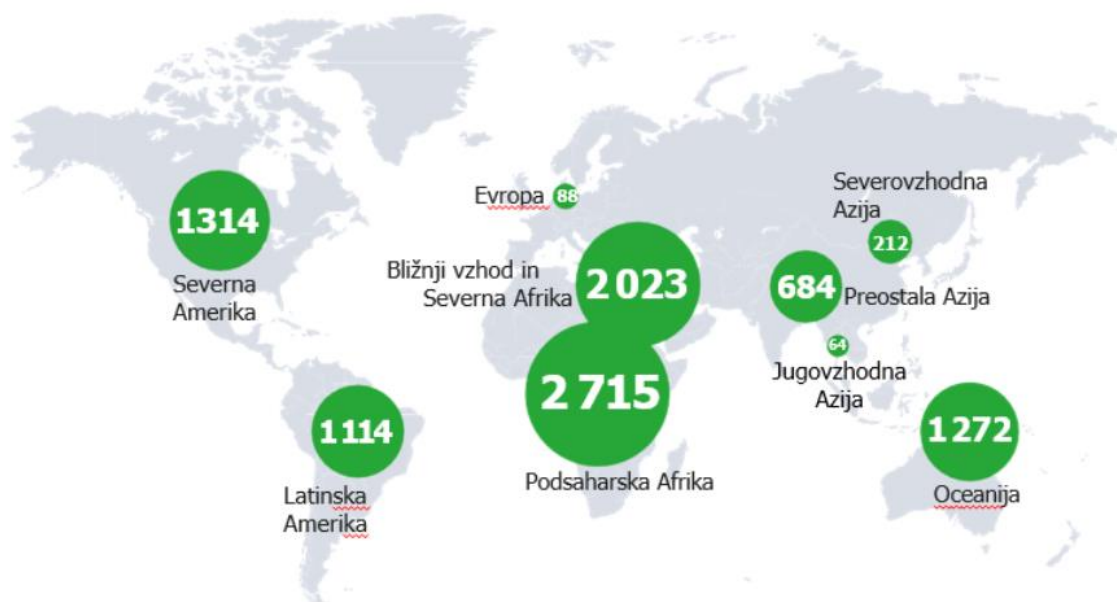 1314
Severna
Amerika
Evropa
88
Severovzhodna
Azija
212
Bližnji vzhod in
Severna Afrika
2 023
684
Preostala Azija
64
Jugovzhodna
Azija
2 715
Podsaharska Afrika
1 114
Latinska
Amerika
1 272
Oceanija